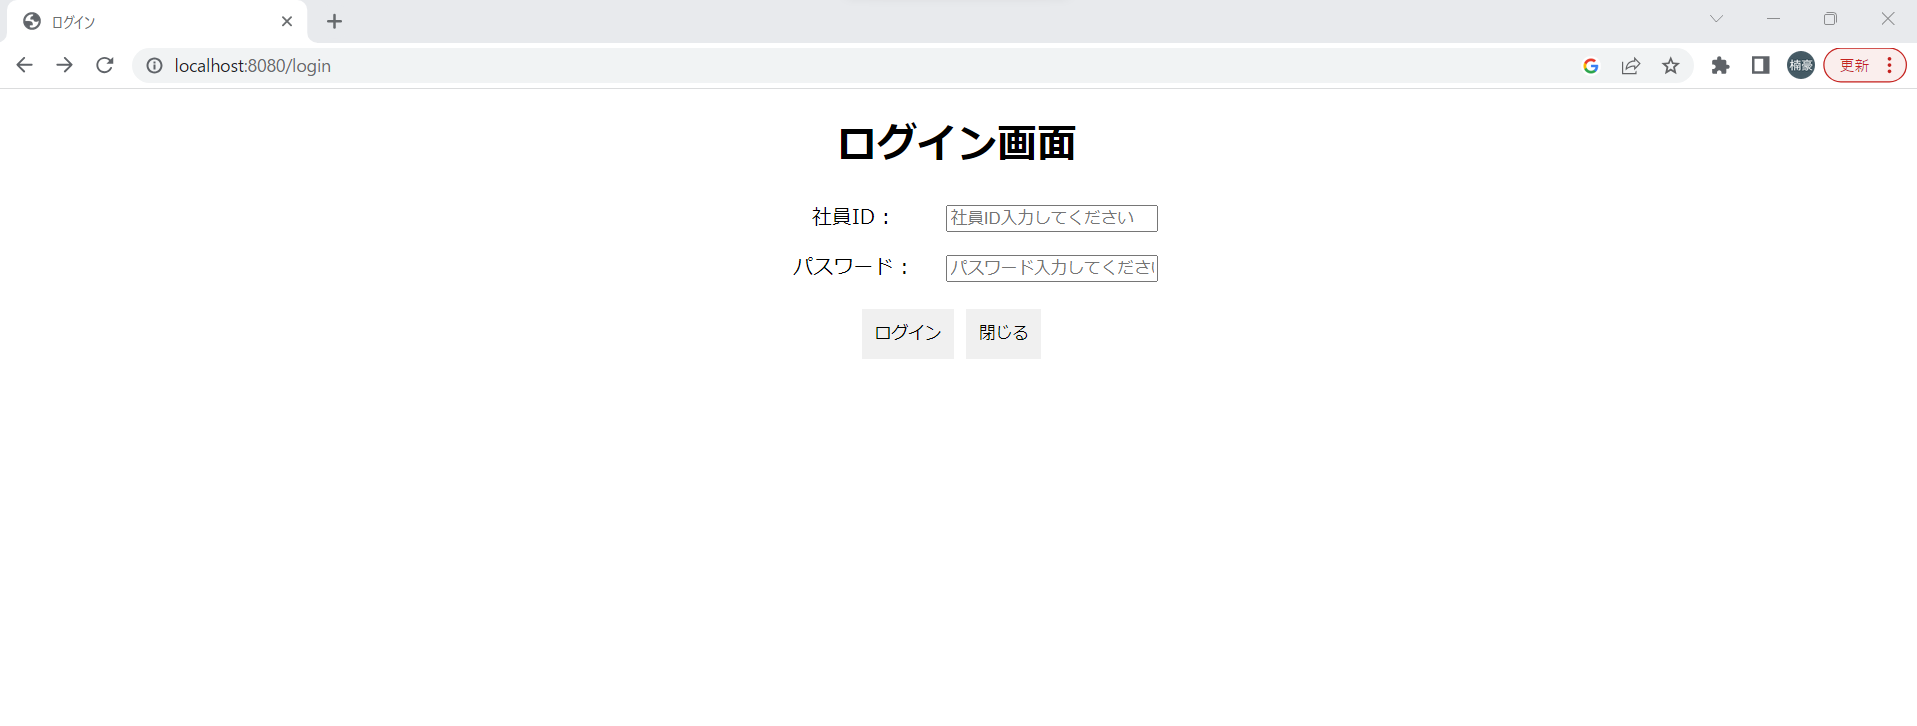 ログイン
localhost:8080/login
楠豪
更新
ログイン画面
社員ID：
社員ID入力してください
パスワード：
パスワード入力してくださ
ログイン
閉じる